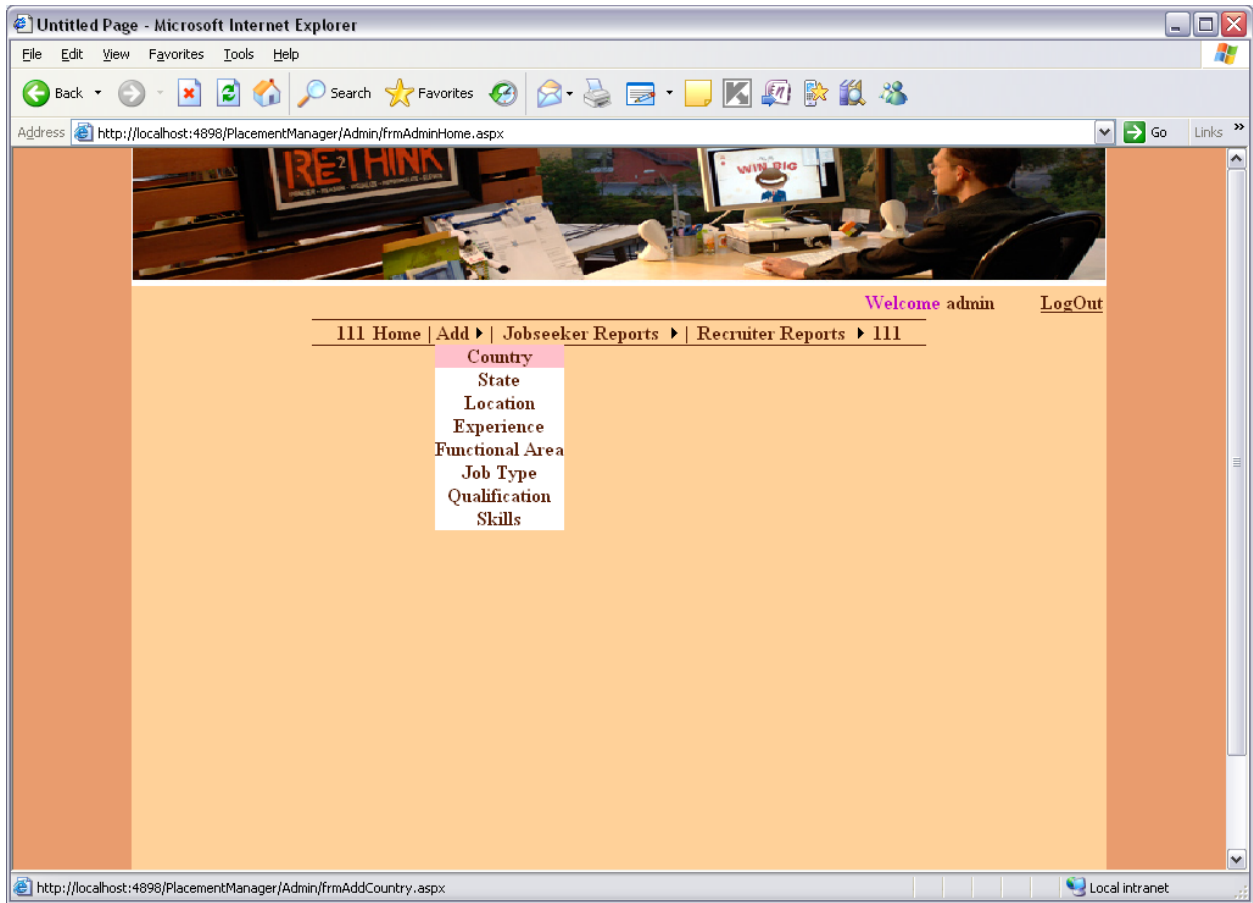 Untitled Page - Microsoft Internet Explorer
File Edit View Favorites Tools Help
Back Search Favorites
Address http://localhost:4898/PlacementManager/Admin/frmAdminHome.aspx Go Links »
RETHINK
WIN BIG
Welcome admin LogOut
111 Home | Add | Jobseeker Reports | Recruiter Reports 111
Country
State
Location
Experience
Functional Area
Job Type
Qualification
Skills
http://localhost:4898/PlacementManager/Admin/frmAddCountry.aspx Local intranet